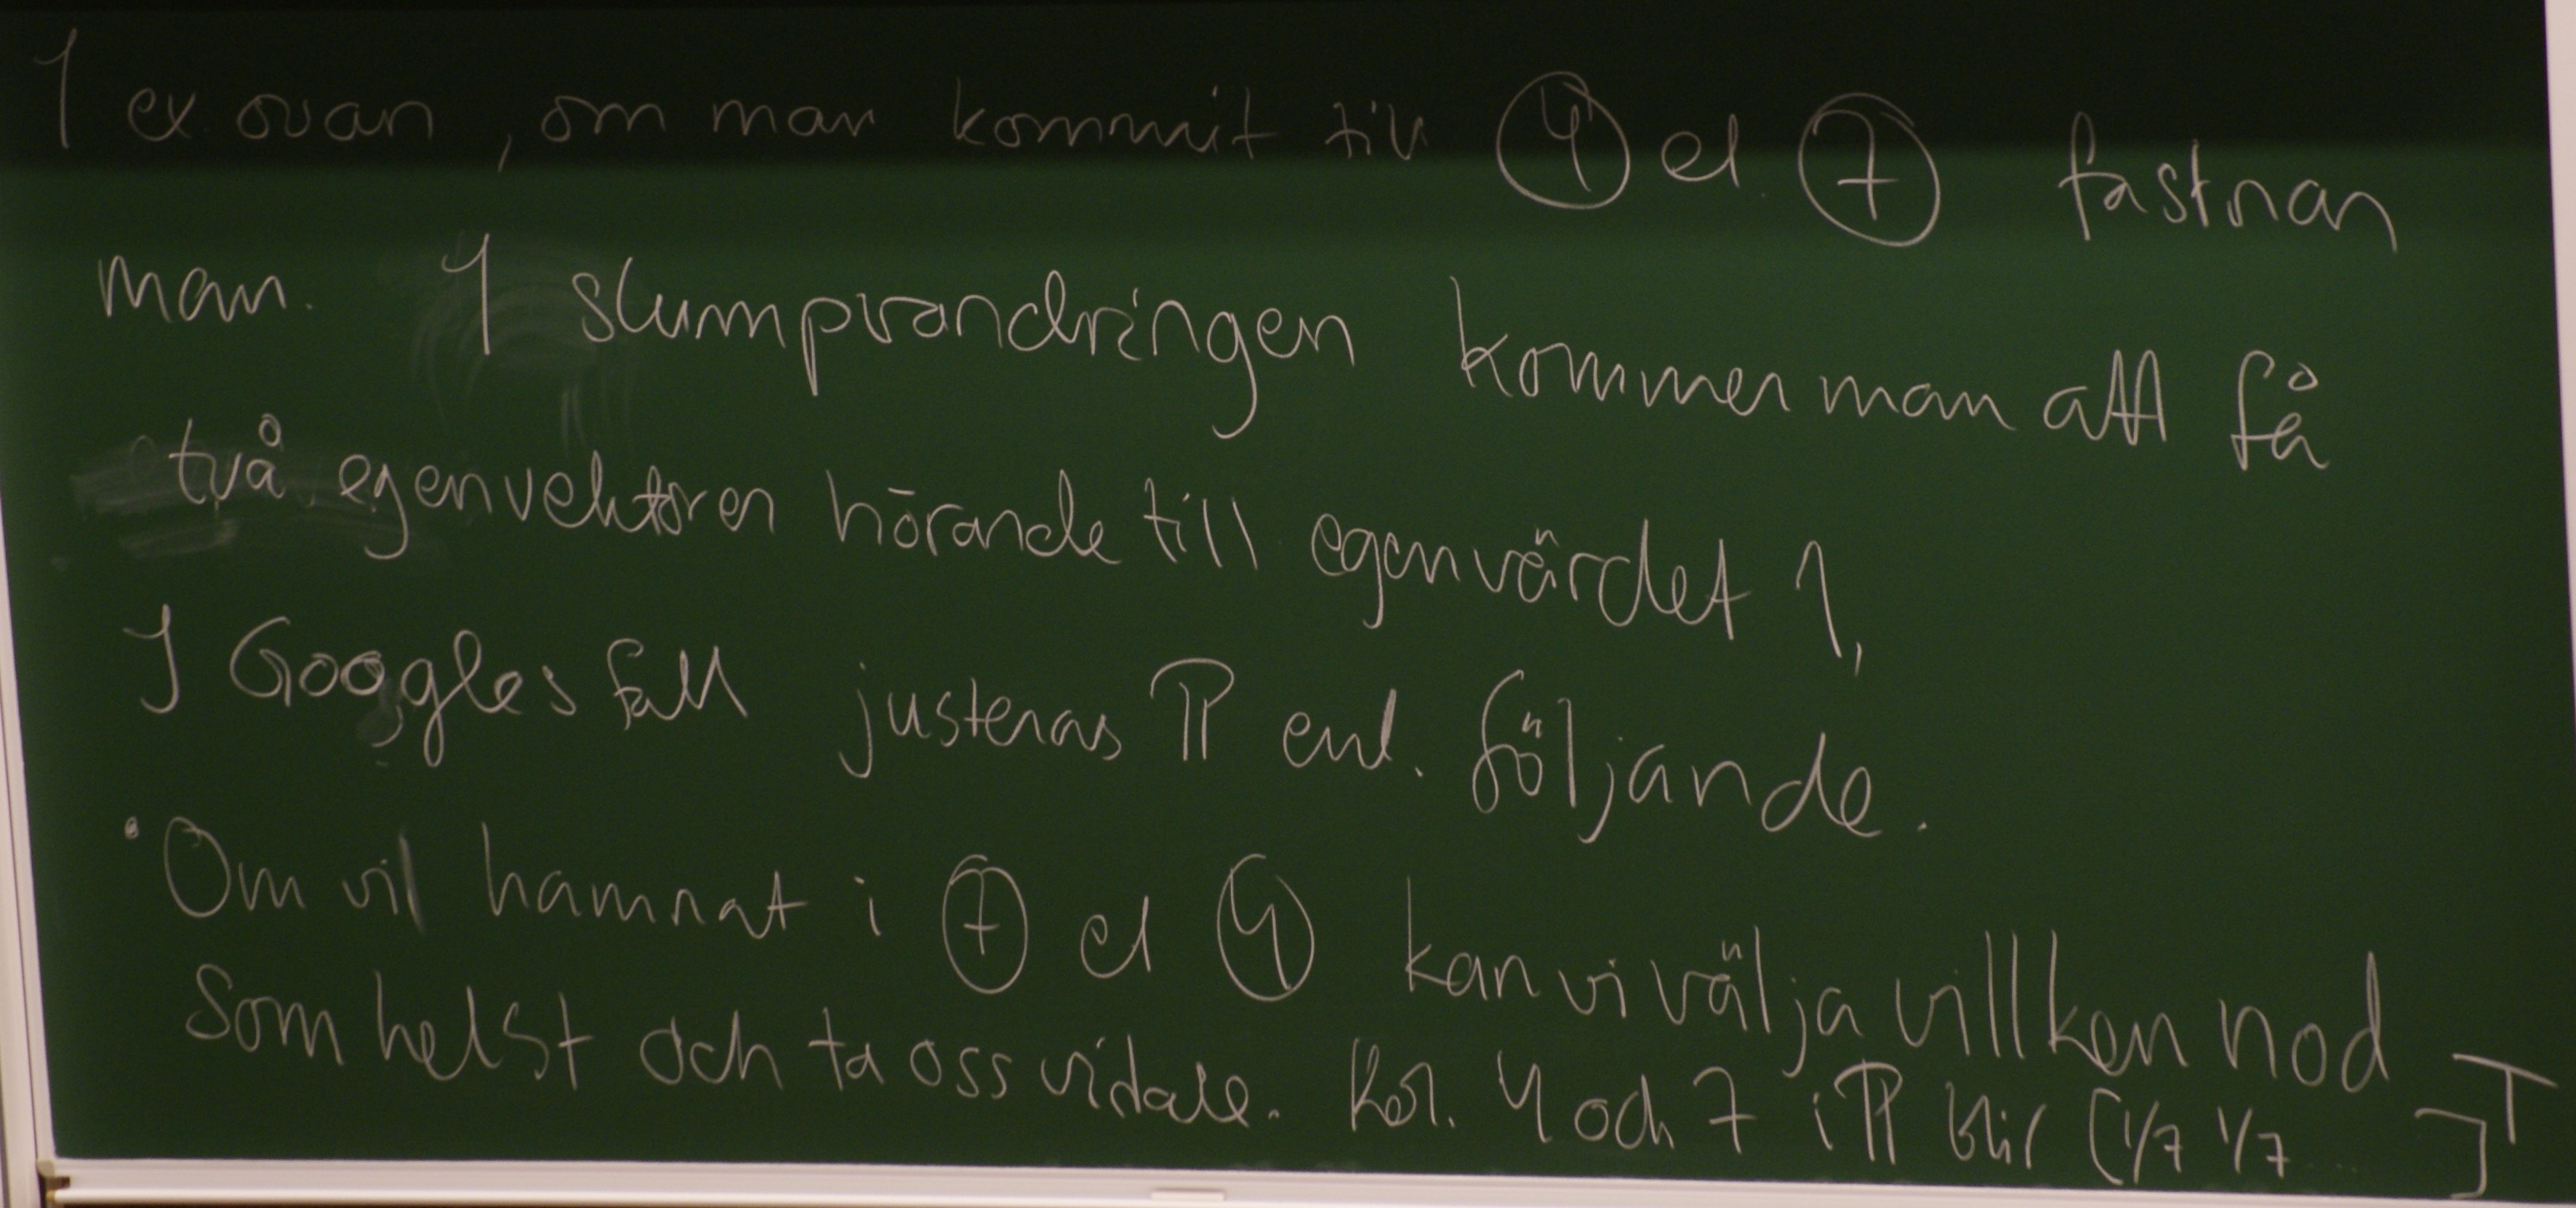 I ex. ovan, om man kommit till ④ el. ⑦ fastnar
man. I slumpvandringen kommer man att få
två egenvektorer hörande till egenvärdet 1,
I Googles fall justeras P enl. följande.
• Om vil hamnat i ⑦ el ④ kan vi välja villken nod
som helst och ta oss vidare. Kol. 4 och 7 i P blir [1/7 1/7 ... ]ᵀ